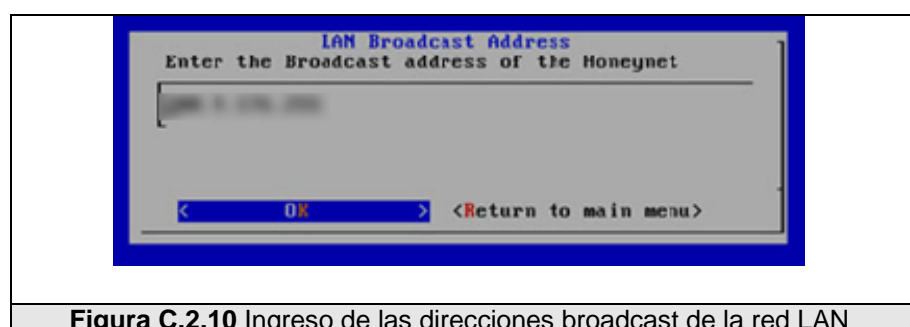 LAN Broadcast Address
Enter the Broadcast address of the Honeynet
< OK > <Return to main menu>
Figura C.2.10 Ingreso de las direcciones broadcast de la red LAN